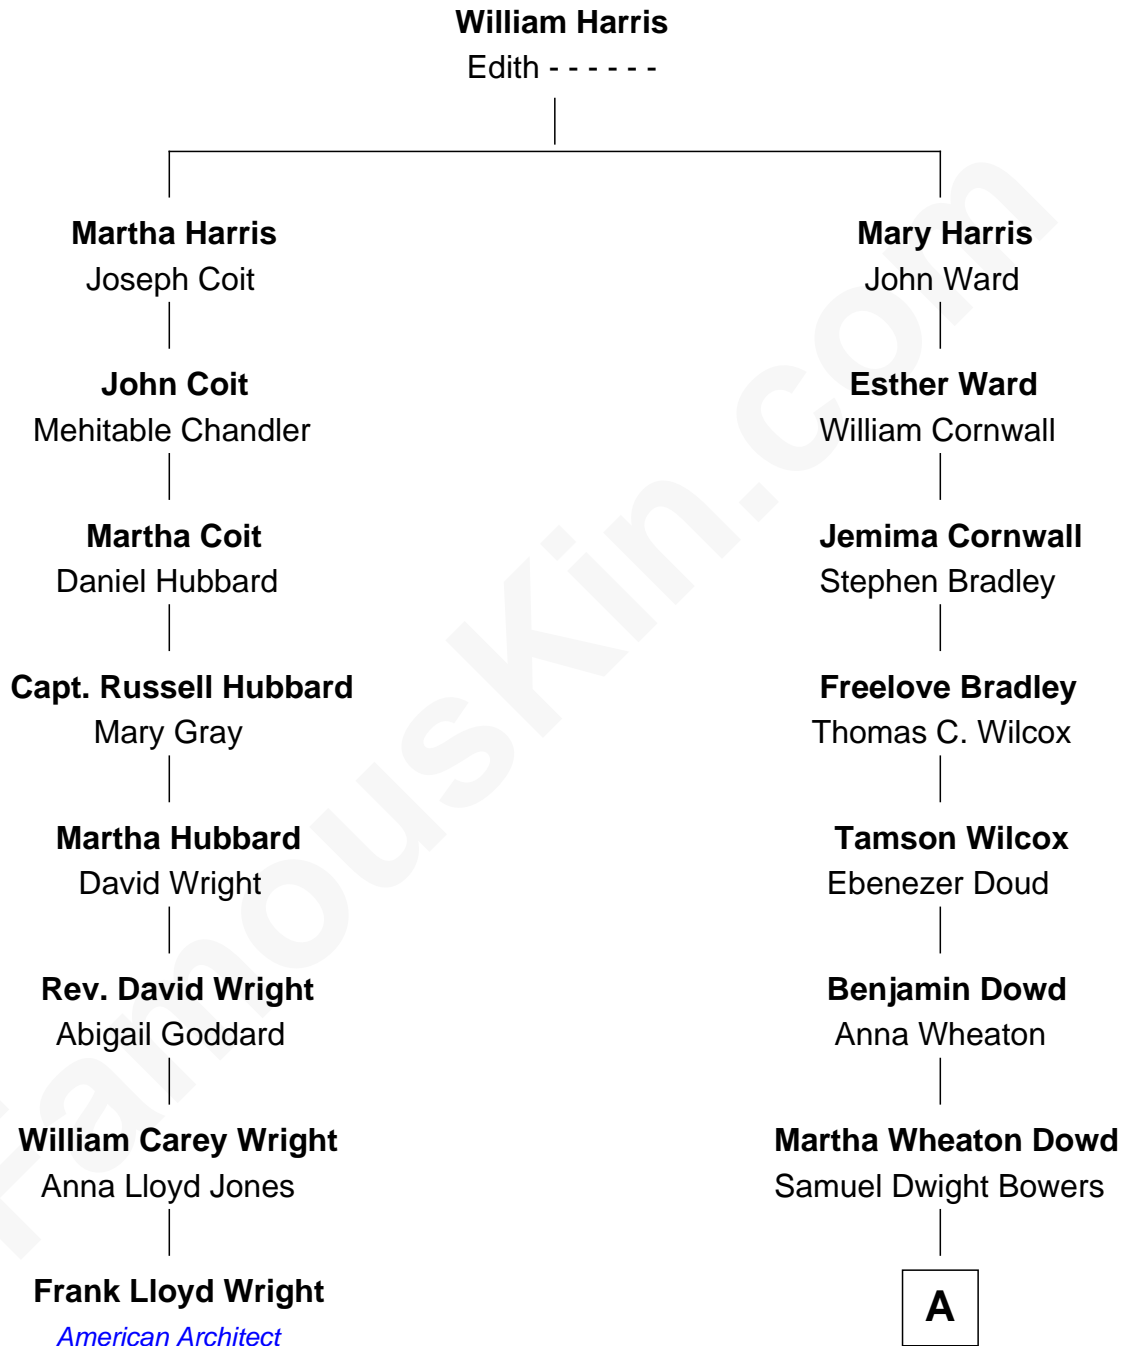 William Harris
Edith - - - - - -
Martha Harris
Joseph Coit
Mary Harris
John Ward
John Coit
Mehitable Chandler
Esther Ward
William Cornwall
Martha Coit
Daniel Hubbard
Jemima Cornwall
Stephen Bradley
Capt. Russell Hubbard
Mary Gray
Freelove Bradley
Thomas C. Wilcox
Martha Hubbard
David Wright
Tamson Wilcox
Ebenezer Doud
Rev. David Wright
Abigail Goddard
Benjamin Dowd
Anna Wheaton
William Carey Wright
Anna Lloyd Jones
Martha Wheaton Dowd
Samuel Dwight Bowers
Frank Lloyd Wright
American Architect
A
FamousKin.com